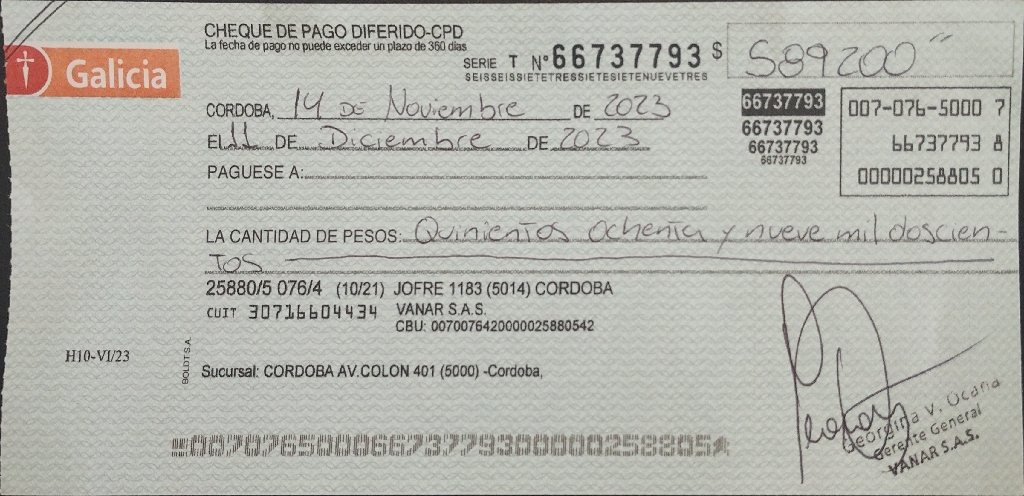 CHEQUE DE PAGO DIFERIDO-CPD
La fecha de pago no puede exceder un plazo de 360 días
Galicia
SERIE T N° 66737793 $ 589200
SEISSEISSIETETRESSIETESIETENUEVETRES
CORDOBA, 14 DE Noviembre DE 2023
EL 11 DE Diciembre DE 2023
66737793
66737793
66737793
66737793
007-076-5000 7
66737793 8
00000258805 0
PAGUESE A:
LA CANTIDAD DE PESOS: Quinientos ochenta y nueve mil doscien-
TOS
25880/5 076/4 (10/21) JOFRE 1183 (5014) CORDOBA
CUIT 30716604434 VANAR S.A.S.
CBU: 0070076420000025880542
H10-VI/23
BOLDT S.A.
Sucursal: CORDOBA AV.COLON 401 (5000) -Cordoba,
00707650006673779300000258805
Georgina V. Ocaña
Gerente General
VANAR S.A.S.